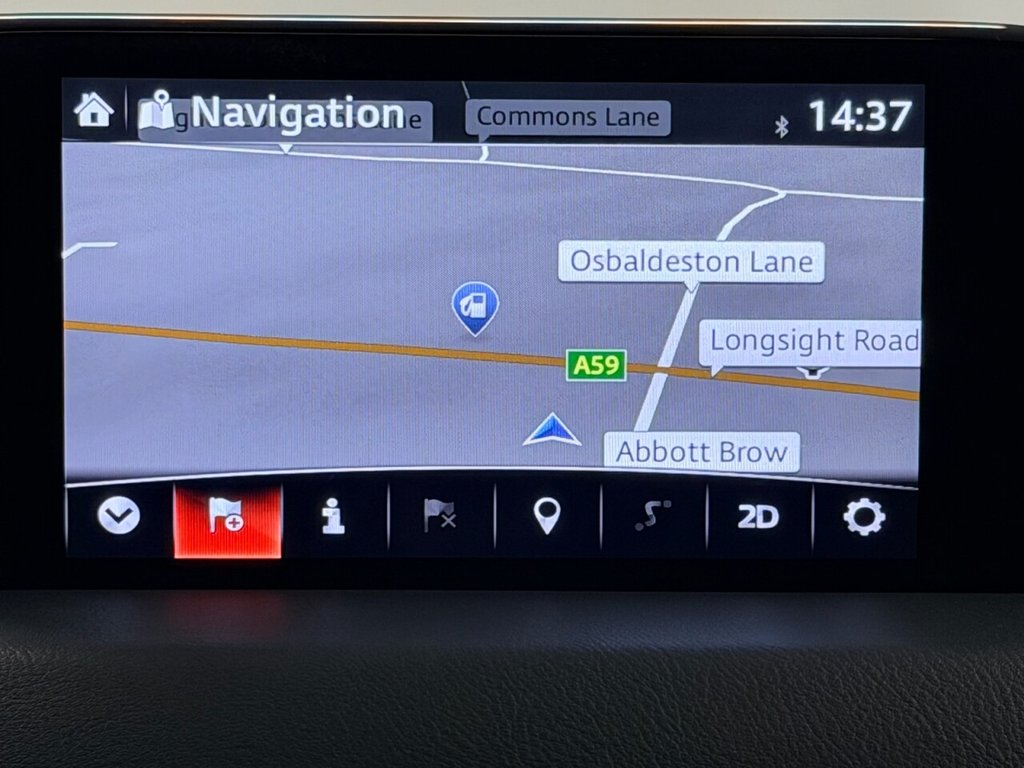 Navigation
Commons Lane
14:37
Osbaldeston Lane
Longsight Road
A59
Abbott Brow
2D